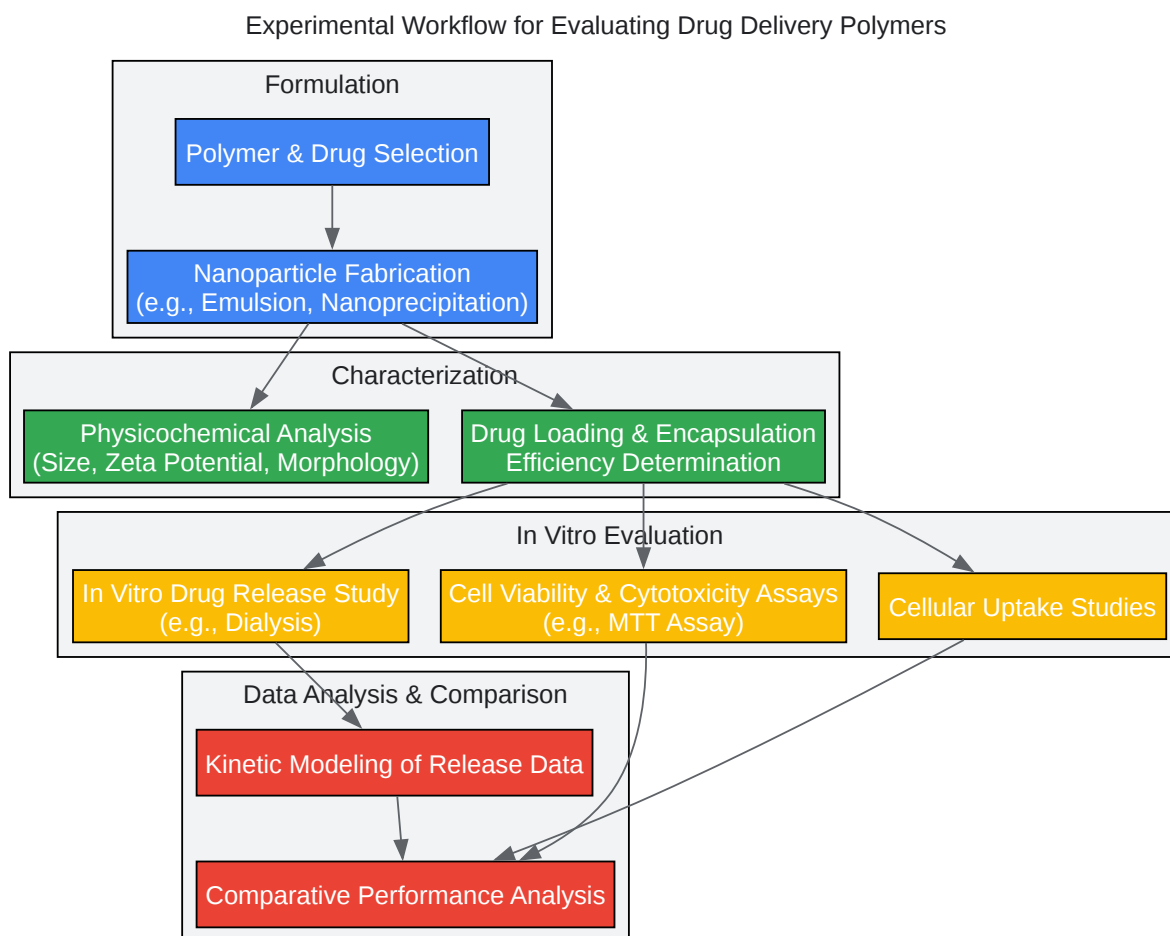 Experimental Workflow for Evaluating Drug Delivery Polymers
Formulation
Polymer & Drug Selection
Nanoparticle Fabrication
(e.g., Emulsion, Nanoprecipitation)
Characterization
Physicochemical Analysis
(Size, Zeta Potential, Morphology)
Drug Loading & Encapsulation
Efficiency Determination
In Vitro Evaluation
In Vitro Drug Release Study
(e.g., Dialysis)
Cell Viability & Cytotoxicity Assays
(e.g., MTT Assay)
Cellular Uptake Studies
Data Analysis & Comparison
Kinetic Modeling of Release Data
Comparative Performance Analysis